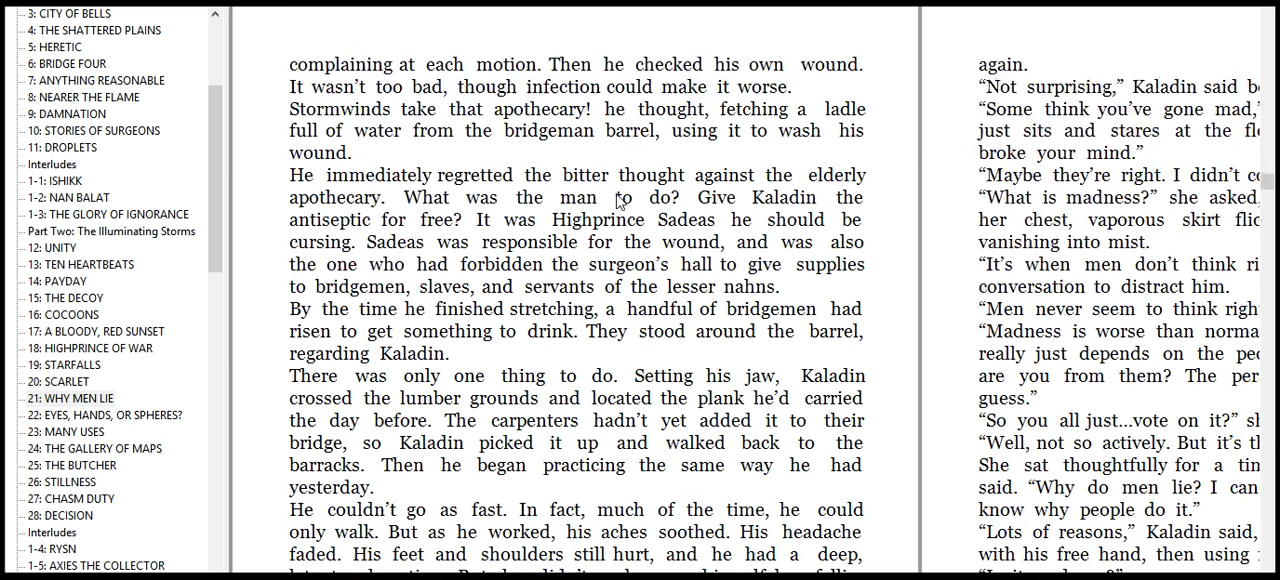 3: CITY OF BELLS
4: THE SHATTERED PLAINS
5: HERETIC
6: BRIDGE FOUR
7: ANYTHING REASONABLE
8: NEARER THE FLAME
9: DAMNATION
10: STORIES OF SURGEONS
11: DROPLETS
Interludes
1-1: ISHIKK
1-2: NAN BALAT
1-3: THE GLORY OF IGNORANCE
Part Two: The Illuminating Storms
12: UNITY
13: TEN HEARTBEATS
14: PAYDAY
15: THE DECOY
16: COCOONS
17: A BLOODY, RED SUNSET
18: HIGHPRINCE OF WAR
19: STARFALLS
20: SCARLET
21: WHY MEN LIE
22: EYES, HANDS, OR SPHERES?
23: MANY USES
24: THE GALLERY OF MAPS
25: THE BUTCHER
26: STILLNESS
27: CHASM DUTY
28: DECISION
Interludes
1-4: RYSN
1-5: AXIES THE COLLECTOR
complaining at each motion. Then he checked his own wound.
It wasn't too bad, though infection could make it worse.
Stormwinds take that apothecary! he thought, fetching a ladle
full of water from the bridgeman barrel, using it to wash his
wound.
He immediately regretted the bitter thought against the elderly
apothecary. What was the man to do? Give Kaladin the
antiseptic for free? It was Highprince Sadeas he should be
cursing. Sadeas was responsible for the wound, and was also
the one who had forbidden the surgeon's hall to give supplies
to bridgemen, slaves, and servants of the lesser nahns.
By the time he finished stretching, a handful of bridgemen had
risen to get something to drink. They stood around the barrel,
regarding Kaladin.
There was only one thing to do. Setting his jaw, Kaladin
crossed the lumber grounds and located the plank he'd carried
the day before. The carpenters hadn't yet added it to their
bridge, so Kaladin picked it up and walked back to the
barracks. Then he began practicing the same way he had
yesterday.
He couldn't go as fast. In fact, much of the time, he could
only walk. But as he worked, his aches soothed. His headache
faded. His feet and shoulders still hurt, and he had a deep,
again.
“Not surprising,” Kaladin said
“Some think you've gone mad,”
just sits and stares at the
broke your mind.”
“Maybe they're right. I didn't
“What is madness?” she asked,
her chest, vaporous skirt
vanishing into mist.
“It's when men don't think
conversation to distract him.
“Men never seem to think
“Madness is worse than
really just depends on the
are you from them? The
guess.”
“So you all just...vote on it?”
“Well, not so actively. But it's
She sat thoughtfully for a
said. “Why do men lie? I can
know why people do it.”
“Lots of reasons,” Kaladin said,
with his free hand, then using